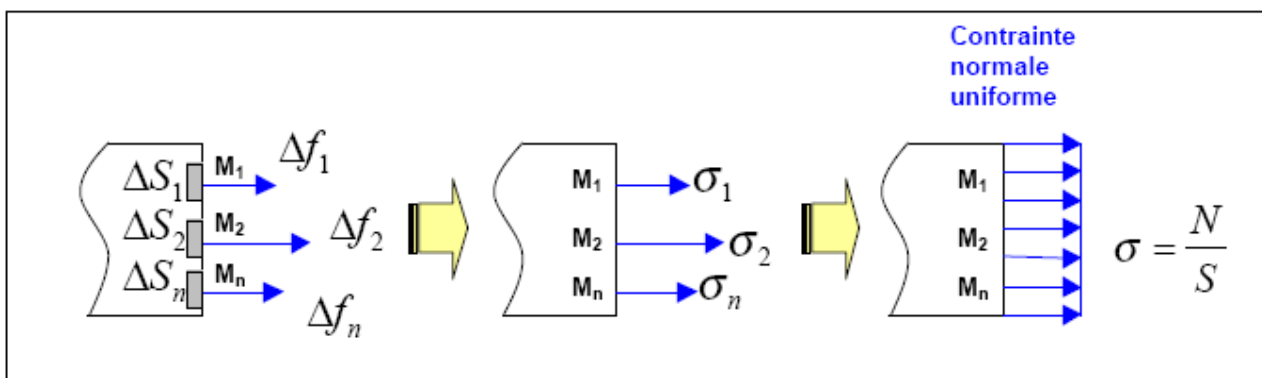 Contrainte
normale
uniforme
ΔS₁ M₁ Δf₁
ΔS₂ M₂ Δf₂
ΔSₙ Mₙ Δfₙ
M₁ σ₁
M₂ σ₂
Mₙ σₙ
M₁
M₂
Mₙ
σ = N/S